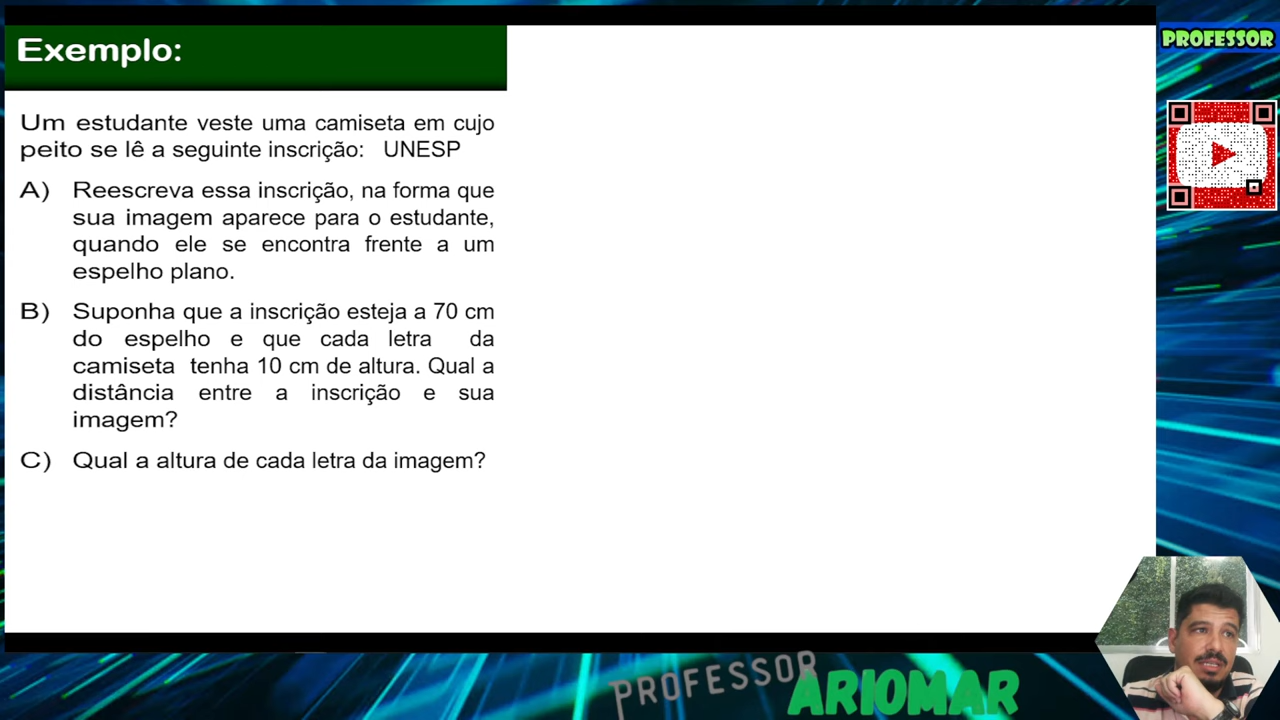 Exemplo:
PROFESSOR
Um estudante veste uma camiseta em cujo
peito se lê a seguinte inscrição: UNESP
A) Reescreva essa inscrição, na forma que
sua imagem aparece para o estudante,
quando ele se encontra frente a um
espelho plano.
B) Suponha que a inscrição esteja a 70 cm
do espelho e que cada letra da
camiseta tenha 10 cm de altura. Qual a
distância entre a inscrição e sua
imagem?
C) Qual a altura de cada letra da imagem?
PROFESSOR
ARIOMAR